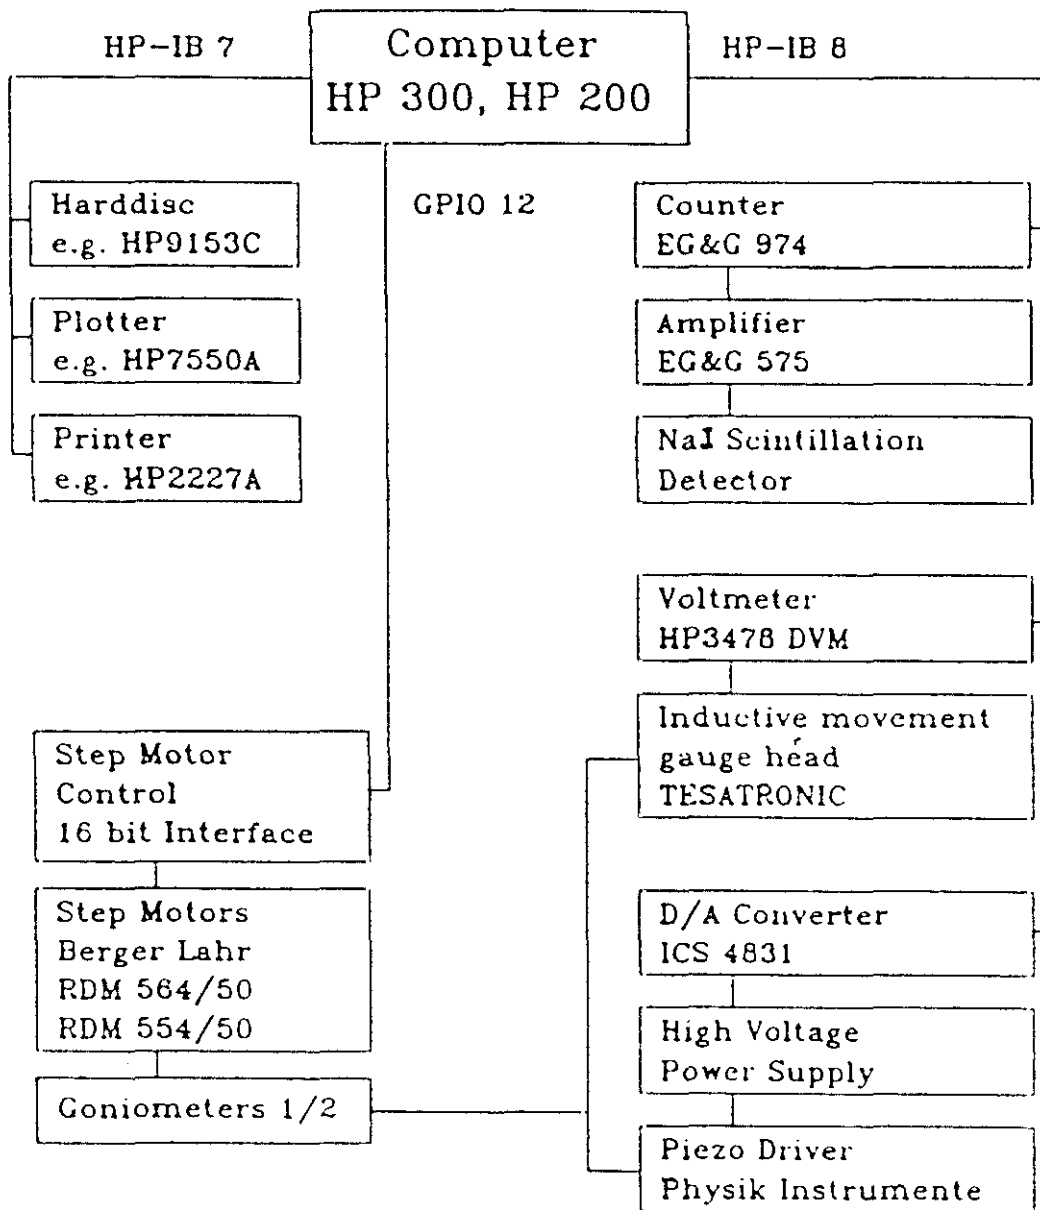 HP-IB 7
Computer
HP 300, HP 200
HP-IB 8
GPIO 12
Harddisc
e.g. HP9153C
Plotter
e.g. HP7550A
Printer
e.g. HP2227A
Counter
EG&G 974
Amplifier
EG&G 575
NaI Scintillation
Detector
Voltmeter
HP3478 DVM
Inductive movement
gauge head
TESATRONIC
Step Motor
Control
16 bit Interface
Step Motors
Berger Lahr
RDM 564/50
RDM 554/50
Goniometers 1/2
D/A Converter
ICS 4831
High Voltage
Power Supply
Piezo Driver
Physik Instrumente